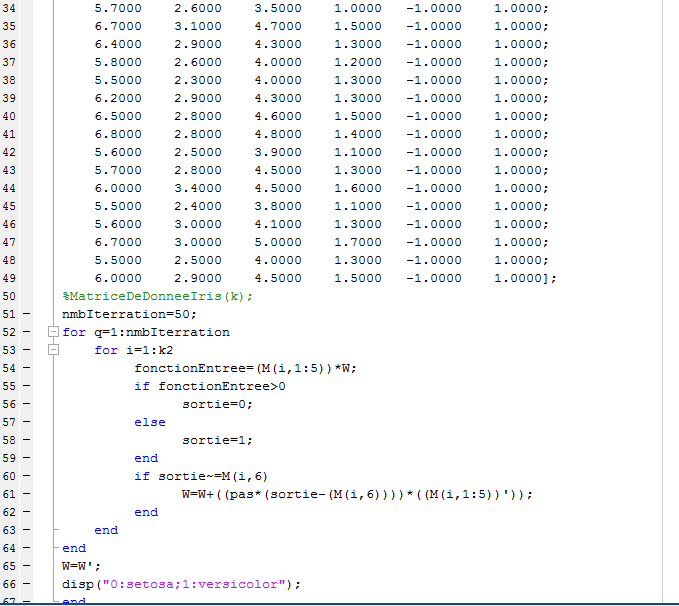 34 5.7000 2.6000 3.5000 1.0000 -1.0000 1.0000;
35 6.7000 3.1000 4.7000 1.5000 -1.0000 1.0000;
36 6.4000 2.9000 4.3000 1.3000 -1.0000 1.0000;
37 5.8000 2.6000 4.0000 1.2000 -1.0000 1.0000;
38 5.5000 2.3000 4.0000 1.3000 -1.0000 1.0000;
39 6.2000 2.9000 4.3000 1.3000 -1.0000 1.0000;
40 6.5000 2.8000 4.6000 1.5000 -1.0000 1.0000;
41 6.8000 2.8000 4.8000 1.4000 -1.0000 1.0000;
42 5.6000 2.5000 3.9000 1.1000 -1.0000 1.0000;
43 5.7000 2.8000 4.5000 1.3000 -1.0000 1.0000;
44 6.0000 3.4000 4.5000 1.6000 -1.0000 1.0000;
45 5.5000 2.4000 3.8000 1.1000 -1.0000 1.0000;
46 5.6000 3.0000 4.1000 1.3000 -1.0000 1.0000;
47 6.7000 3.0000 5.0000 1.7000 -1.0000 1.0000;
48 5.5000 2.5000 4.0000 1.3000 -1.0000 1.0000;
49 6.0000 2.9000 4.5000 1.5000 -1.0000 1.0000];
50 %MatriceDeDonneeIris(k);
51 – nmbIterration=50;
52 – for q=1:nmbIterration
53 – for i=1:k2
54 – fonctionEntree=(M(i,1:5))*W;
55 – if fonctionEntree>0
56 – sortie=0;
57 – else
58 – sortie=1;
59 – end
60 – if sortie~=M(i,6)
61 – W=W+((pas*(sortie-(M(i,6))))*((M(i,1:5))'));
62 – end
63 – end
64 – end
65 – W=W';
66 – disp("0:setosa;1:versicolor");
67 – end